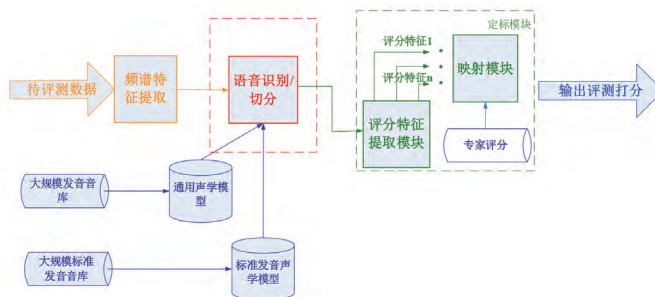 定标模块
评分特征1
评分特征n
待评测数据
频谱特
征提取
语音识别/
切分
映射模块
输出评测打分
评分特征
提取模块
专家评分
大规模发音音
库
通用声学模
型
大规模标准
发音音库
标准发音声
学模型